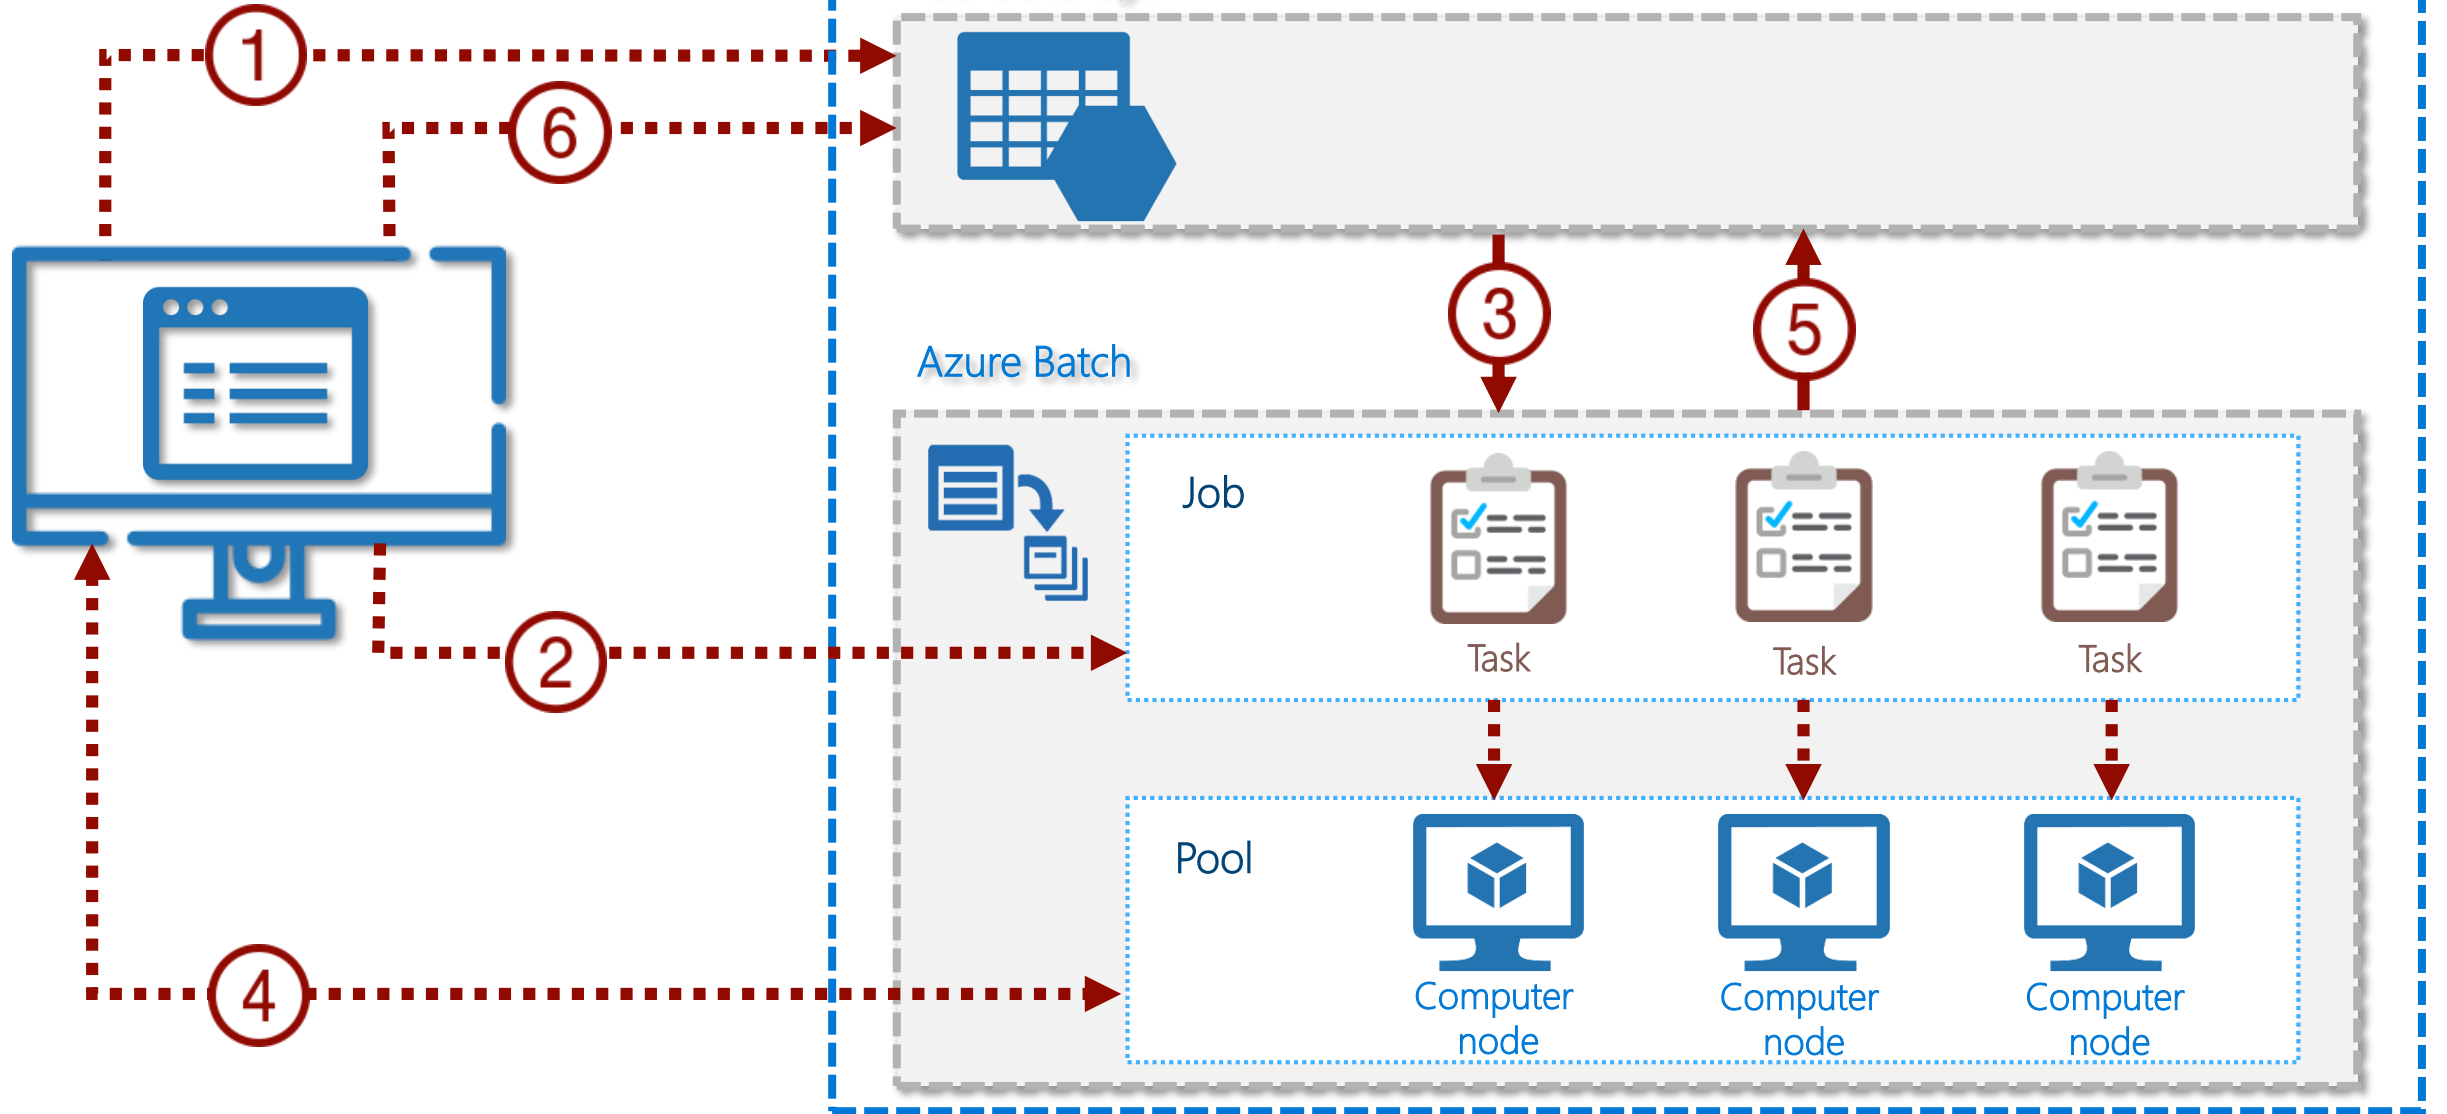 1
6
3
5
Azure Batch
Job
Task
Task
Task
2
Pool
4
Computer
node
Computer
node
Computer
node